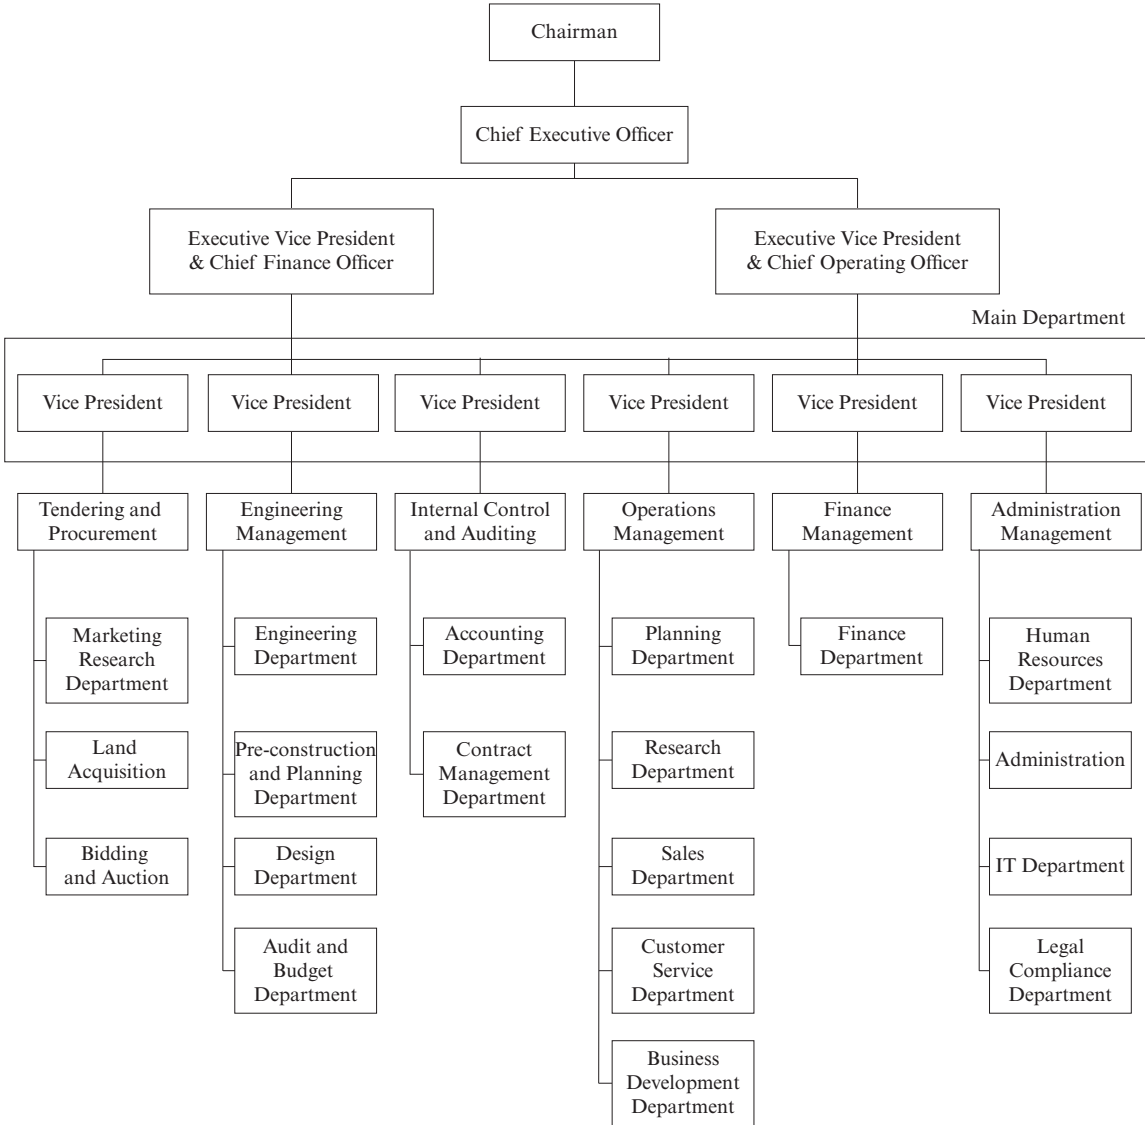 Chairman
Chief Executive Officer
Executive Vice President
& Chief Finance Officer
Executive Vice President
& Chief Operating Officer
Main Department
Vice President
Vice President
Vice President
Vice President
Vice President
Vice President
Tendering and
Procurement
Engineering
Management
Internal Control
and Auditing
Operations
Management
Finance
Management
Administration
Management
Marketing
Research
Department
Land
Acquisition
Bidding
and Auction
Engineering
Department
Pre-construction
and Planning
Department
Design
Department
Audit and
Budget
Department
Accounting
Department
Contract
Management
Department
Planning
Department
Research
Department
Sales
Department
Customer
Service
Department
Business
Development
Department
Finance
Department
Human
Resources
Department
Administration
IT Department
Legal
Compliance
Department